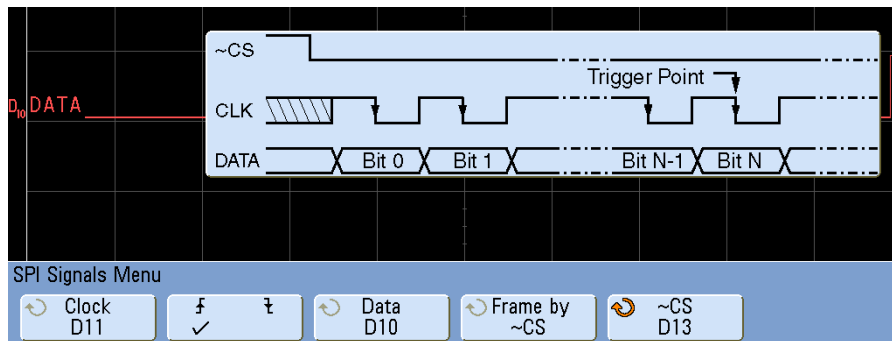 ~CS
Trigger Point
D10 DATA
CLK
DATA Bit 0 Bit 1 Bit N-1 Bit N
SPI Signals Menu
Clock D11
Data D10
Frame by ~CS
~CS D13